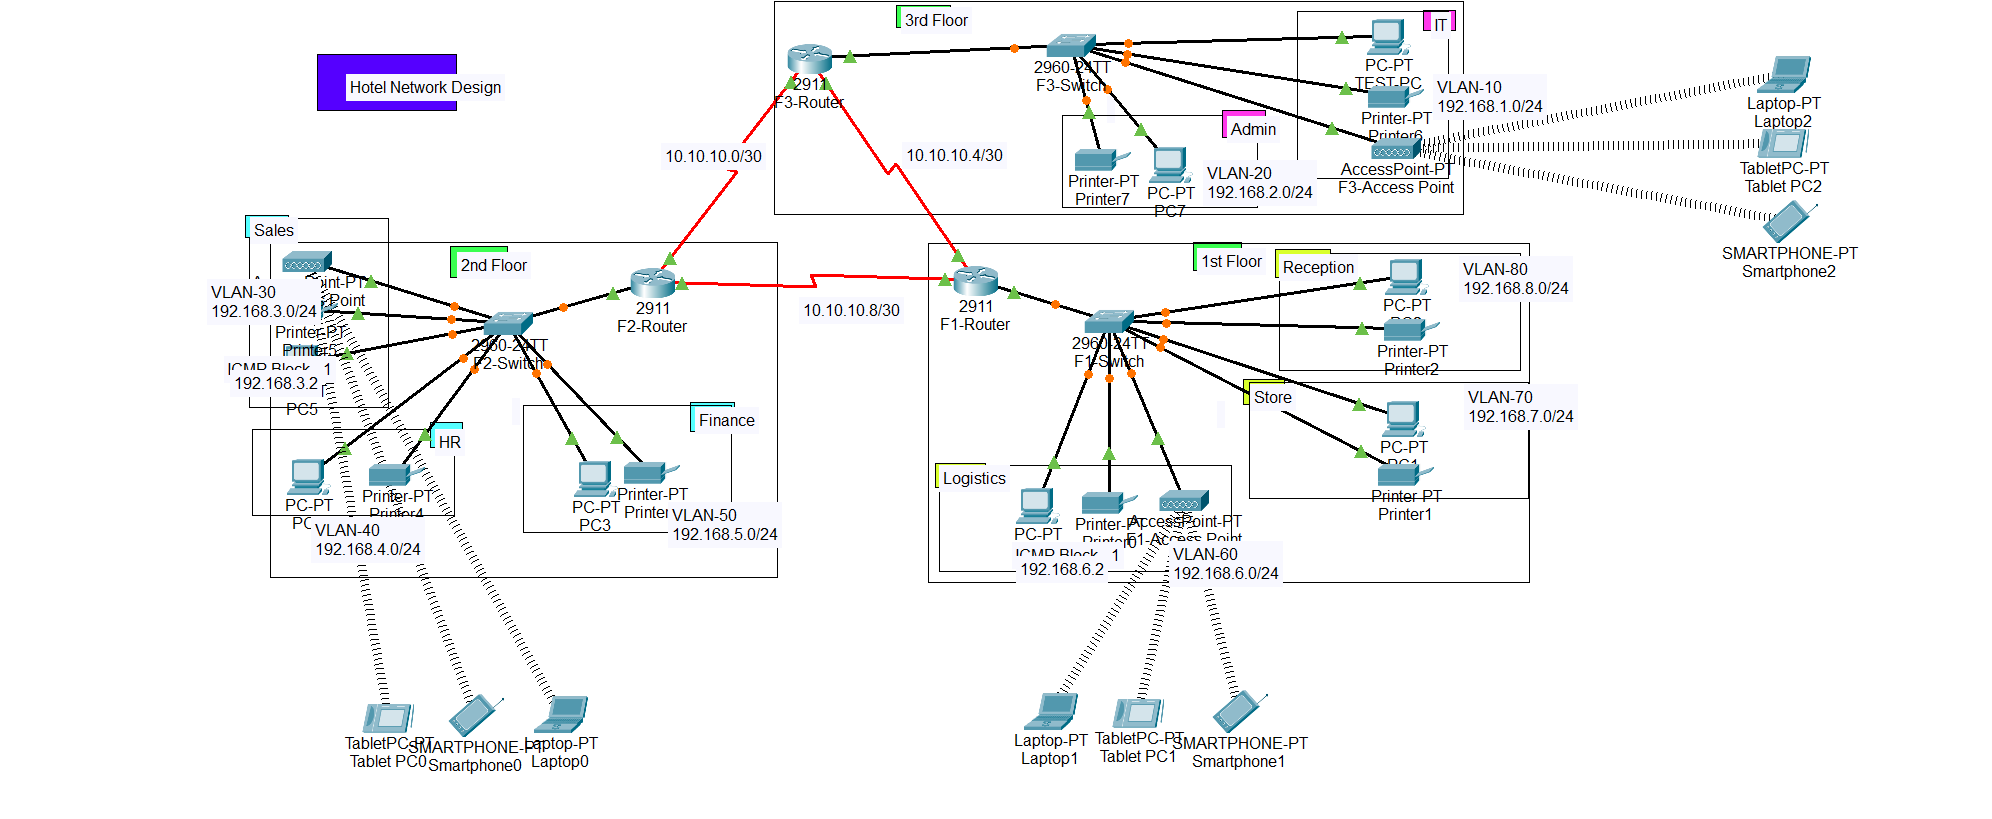 Hotel Network Design
3rd Floor
IT
2911
F3-Router
2960-24TT
F3-Switch
PC-PT
TEST-PC
VLAN-10
192.168.1.0/24
Printer-PT
Printer6
Admin
AccessPoint-PT
F3-Access Point
Printer-PT
Printer7
PC-PT
PC7
VLAN-20
192.168.2.0/24
Laptop-PT
Laptop2
TabletPC-PT
Tablet PC2
SMARTPHONE-PT
Smartphone2
10.10.10.0/30
10.10.10.4/30
10.10.10.8/30
Sales
2nd Floor
2911
F2-Router
2960-24TT
F2-Switch
Point
VLAN-30
192.168.3.0/24
Printer-PT
Printer5
ICMP Block 1
192.168.3.2
PC5
HR
PC-PT
Printer-PT
Printer4
VLAN-40
192.168.4.0/24
Finance
PC-PT
PC3
Printer-PT
VLAN-50
192.168.5.0/24
TabletPC-PT
Tablet PC0
SMARTPHONE-PT
Smartphone0
Laptop-PT
Laptop0
1st Floor
2911
F1-Router
2960-24TT
F1-Switch
Reception
PC-PT
VLAN-80
192.168.8.0/24
Printer-PT
Printer2
Store
VLAN-70
192.168.7.0/24
PC-PT
PC1
Printer-PT
Printer1
Logistics
PC-PT
Printer-PT
Printer0
AccessPoint-PT
F1-Access Point
ICMP Block 1
192.168.6.2
VLAN-60
192.168.6.0/24
Laptop-PT
Laptop1
TabletPC-PT
Tablet PC1
SMARTPHONE-PT
Smartphone1